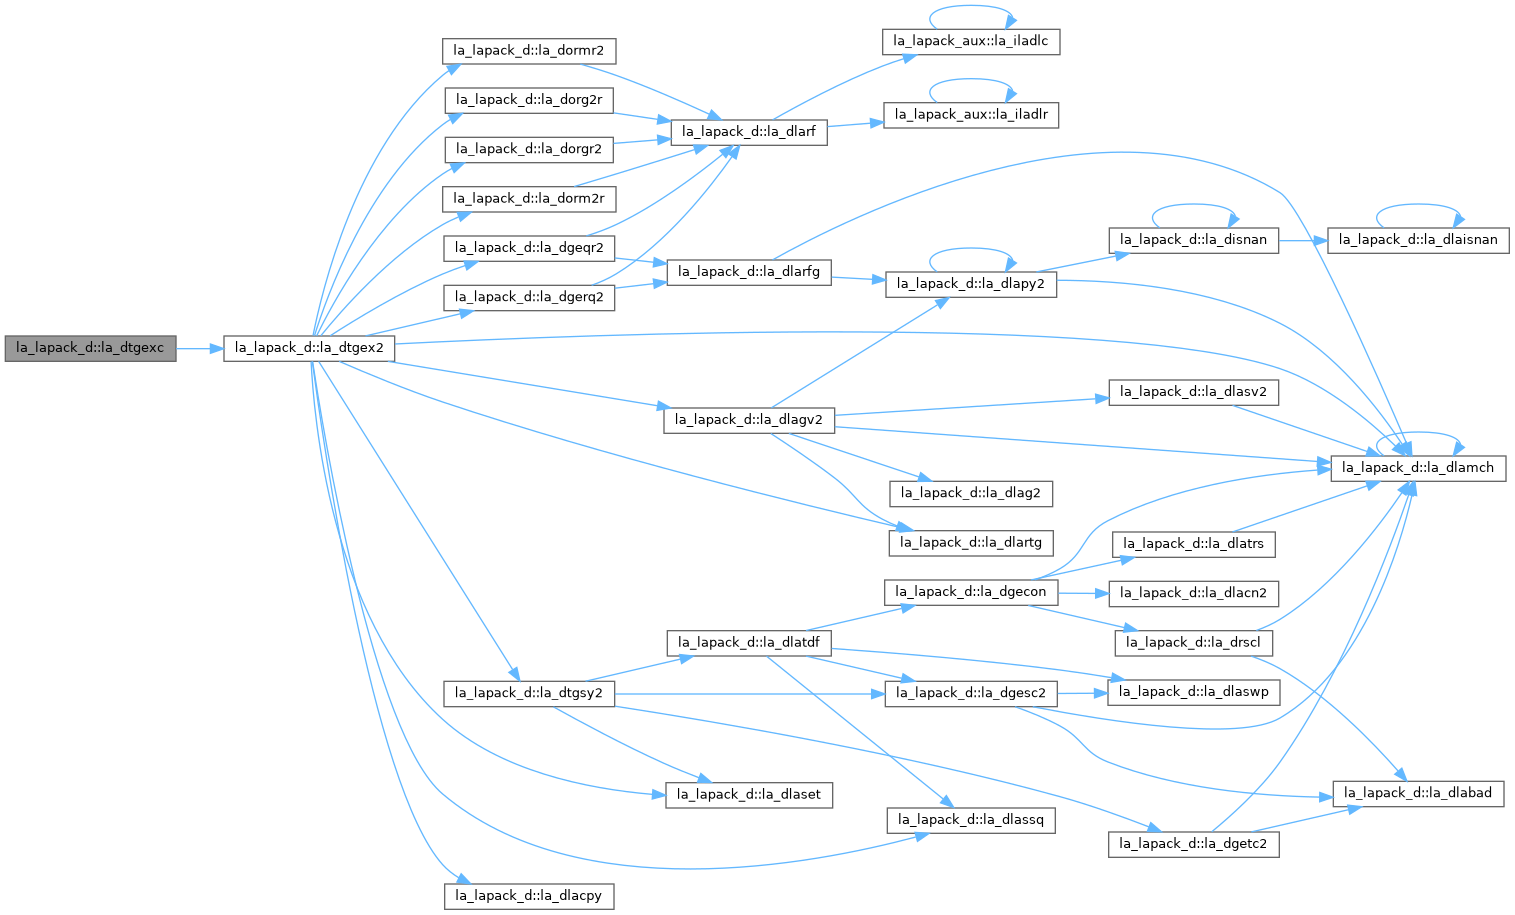 la_lapack_d::la_dtgexc
la_lapack_d::la_dtgex2
la_lapack_d::la_dormr2
la_lapack_d::la_dorg2r
la_lapack_d::la_dorgr2
la_lapack_d::la_dorm2r
la_lapack_d::la_dgeqr2
la_lapack_d::la_dgerq2
la_lapack_d::la_dtgsy2
la_lapack_d::la_dlacpy
la_lapack_d::la_dlarf
la_lapack_d::la_dlarfg
la_lapack_d::la_dlagv2
la_lapack_d::la_dlatdf
la_lapack_d::la_dlaset
la_lapack_aux::la_iladlc
la_lapack_aux::la_iladlr
la_lapack_d::la_dlapy2
la_lapack_d::la_dlag2
la_lapack_d::la_dlartg
la_lapack_d::la_dgecon
la_lapack_d::la_dgesc2
la_lapack_d::la_dlassq
la_lapack_d::la_disnan
la_lapack_d::la_dlasv2
la_lapack_d::la_dlatrs
la_lapack_d::la_dlacn2
la_lapack_d::la_drscl
la_lapack_d::la_dlaswp
la_lapack_d::la_dgetc2
la_lapack_d::la_dlaisnan
la_lapack_d::la_dlamch
la_lapack_d::la_dlabad